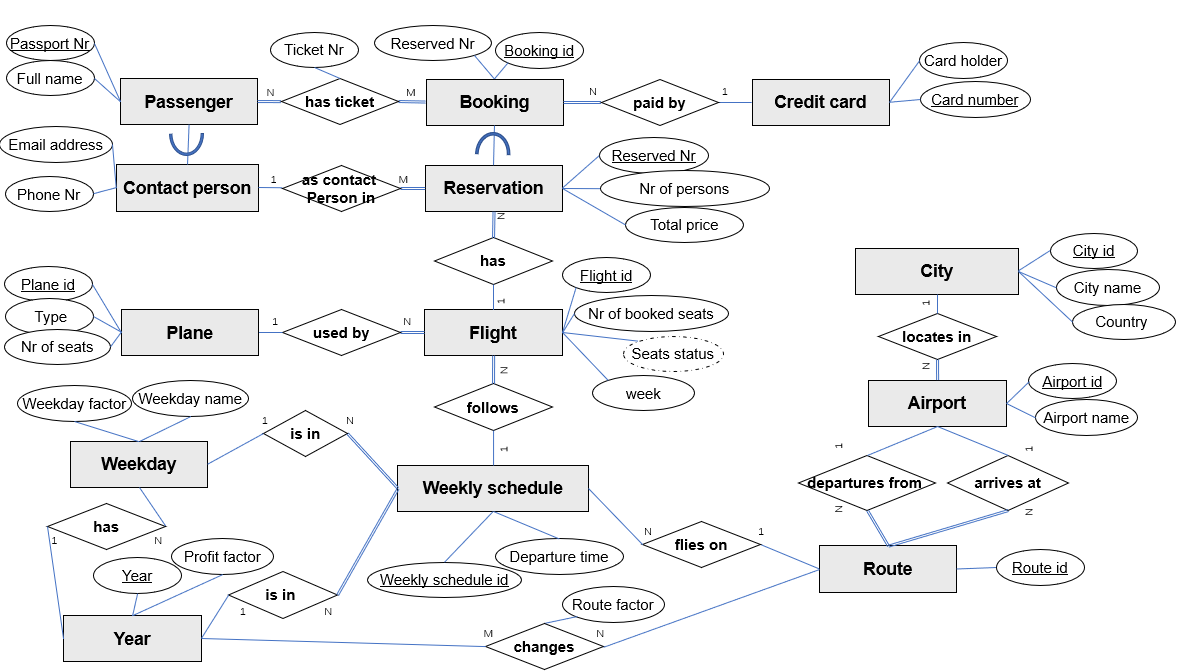 Passport Nr
Full name
Passenger
N
Ticket Nr
has ticket
M
Reserved Nr
Booking id
Booking
N
paid by
1
Credit card
Card holder
Card number
Email address
Phone Nr
Contact person
1
as contact
Person in
M
Reservation
Reserved Nr
Nr of persons
Total price
N
has
1
Plane id
Type
Nr of seats
Plane
1
used by
N
Flight
Flight id
Nr of booked seats
Seats status
week
N
follows
1
City
City id
City name
Country
1
locates in
N
Airport
Airport id
Airport name
1
departures from
N
1
arrives at
N
Weekday factor
Weekday name
Weekday
1
is in
N
Weekly schedule
Weekly schedule id
Departure time
N
flies on
1
Route
Route id
has
1
N
Year
Profit factor
Year
1
is in
N
M
changes
N
Route factor